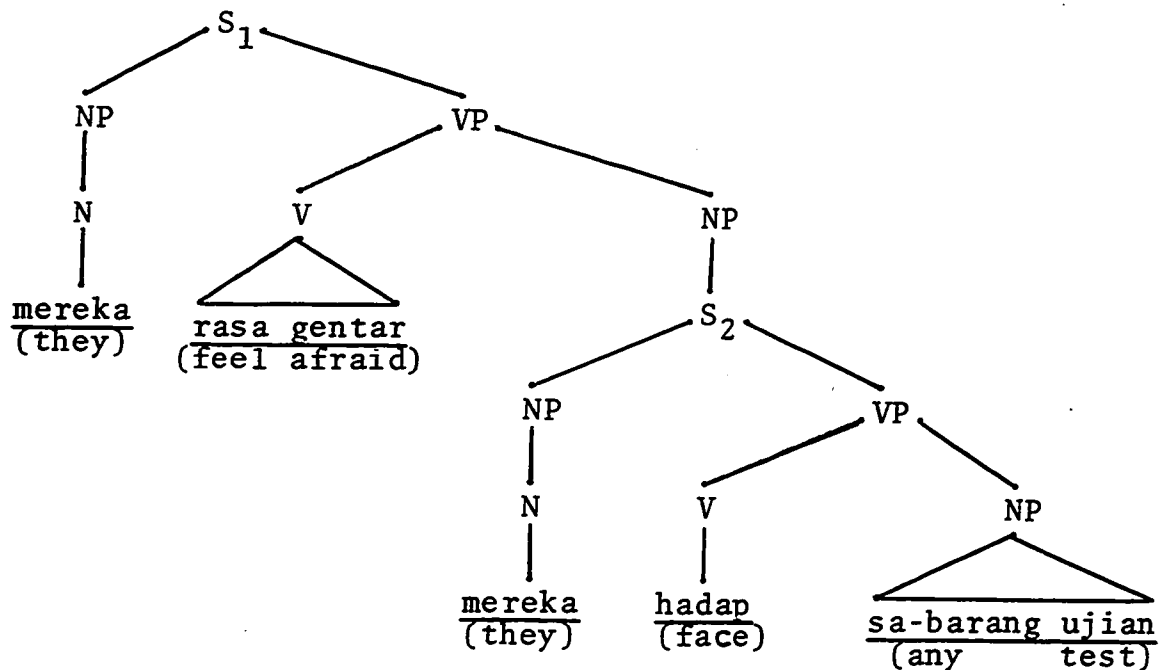 S1
NP VP
N V NP
mereka rasa gentar
(they) (feel afraid)
S2
NP VP
N V NP
mereka hadap sa-barang ujian
(they) (face) (any test)